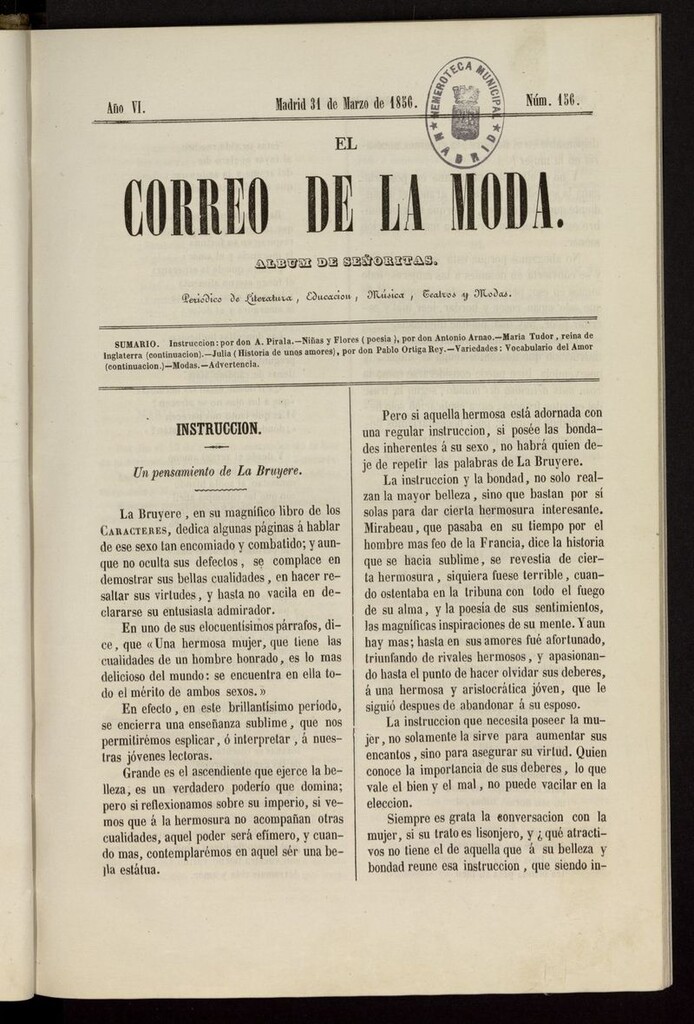 Año VI.
Madrid 31 de Marzo de 1856.
Núm. 156.
HEMEROTECA MUNICIPAL
★ MADRID ★
EL
CORREO DE LA MODA.
ALBUM DE SEÑORITAS.
Periódico de Literatura, Educacion, Música, Teatros y Modas.
SUMARIO. Instruccion: por don A. Pirala.—Niñas y Flores (poesia), por don Antonio Arnao.—Maria Tudor, reina de
Inglaterra (continuacion).—Julia (Historia de unos amores), por don Pablo Ortiga Rey.—Variedades: Vocabulario del Amor
(continuacion.)—Modas.—Advertencia.
INSTRUCCION.
Un pensamiento de La Bruyere.
La Bruyere, en su magnífico libro de los
CARACTERES, dedica algunas páginas á hablar
de ese sexo tan encomiado y combatido; y aun-
que no oculta sus defectos, se complace en
demostrar sus bellas cualidades, en hacer re-
saltar sus virtudes, y hasta no vacila en de-
clararse su entusiasta admirador.
En uno de sus elocuentísimos párrafos, di-
ce, que «Una hermosa mujer, que tiene las
cualidades de un hombre honrado, es lo mas
delicioso del mundo: se encuentra en ella to-
do el mérito de ambos sexos.»
En efecto, en este brillantísimo período,
se encierra una enseñanza sublime, que nos
permitirémos esplicar, ó interpretar, á nues-
tras jóvenes lectoras.
Grande es el ascendiente que ejerce la be-
lleza, es un verdadero poderío que domina;
pero si reflexionamos sobre su imperio, si ve-
mos que á la hermosura no acompañan otras
cualidades, aquel poder será efímero, y cuan-
do mas, contemplarémos en aquel sér una be-
lla estátua.
Pero si aquella hermosa está adornada con
una regular instruccion, si posée las bonda-
dades inherentes á su sexo, no habrá quien de-
je de repetir las palabras de La Bruyere.
La instruccion y la bondad, no solo real-
zan la mayor belleza, sino que bastan por sí
solas para dar cierta hermosura interesante.
Mirabeau, que pasaba en su tiempo por el
hombre mas feo de la Francia, dice la historia
que se hacia sublime, se revestia de cier-
ta hermosura, siquiera fuese terrible, cuan-
do ostentaba en la tribuna con todo el fuego
de su alma, y la poesía de sus sentimientos,
las magníficas inspiraciones de su mente. Y aun
hay mas; hasta en sus amores fué afortunado,
triunfando de rivales hermosos, y apasionan-
do hasta el punto de hacer olvidar sus deberes,
á una hermosa y aristocrática jóven, que le
siguió despues de abandonar á su esposo.
La instruccion que necesita poseer la mu-
jer, no solamente la sirve para aumentar sus
encantos, sino para asegurar su virtud. Quien
conoce la importancia de sus deberes, lo que
vale el bien y el mal, no puede vacilar en la
eleccion.
Siempre es grata la conversacion con la
mujer, si su trato es lisonjero, y ¿qué atracti-
vos no tiene el de aquella que á su belleza y
bondad reune esa instruccion, que siendo in-